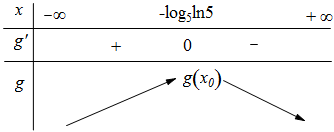 x −∞ -log₅ln5 +∞
g' + 0 −
g g(x₀)